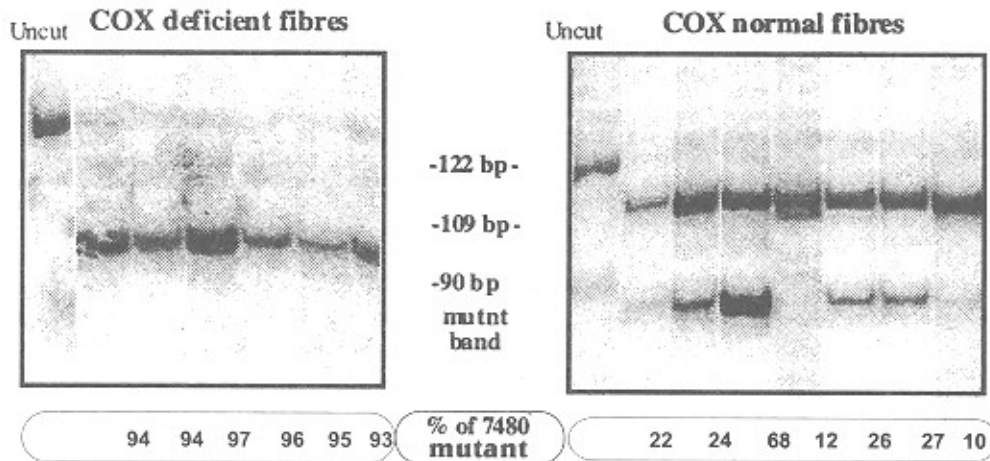 Uncut COX deficient fibres
Uncut COX normal fibres
-122 bp-
-109 bp-
-90 bp
mutnt
band
94 94 97 96 95 93
% of 7480
mutant
22 24 68 12 26 27 10